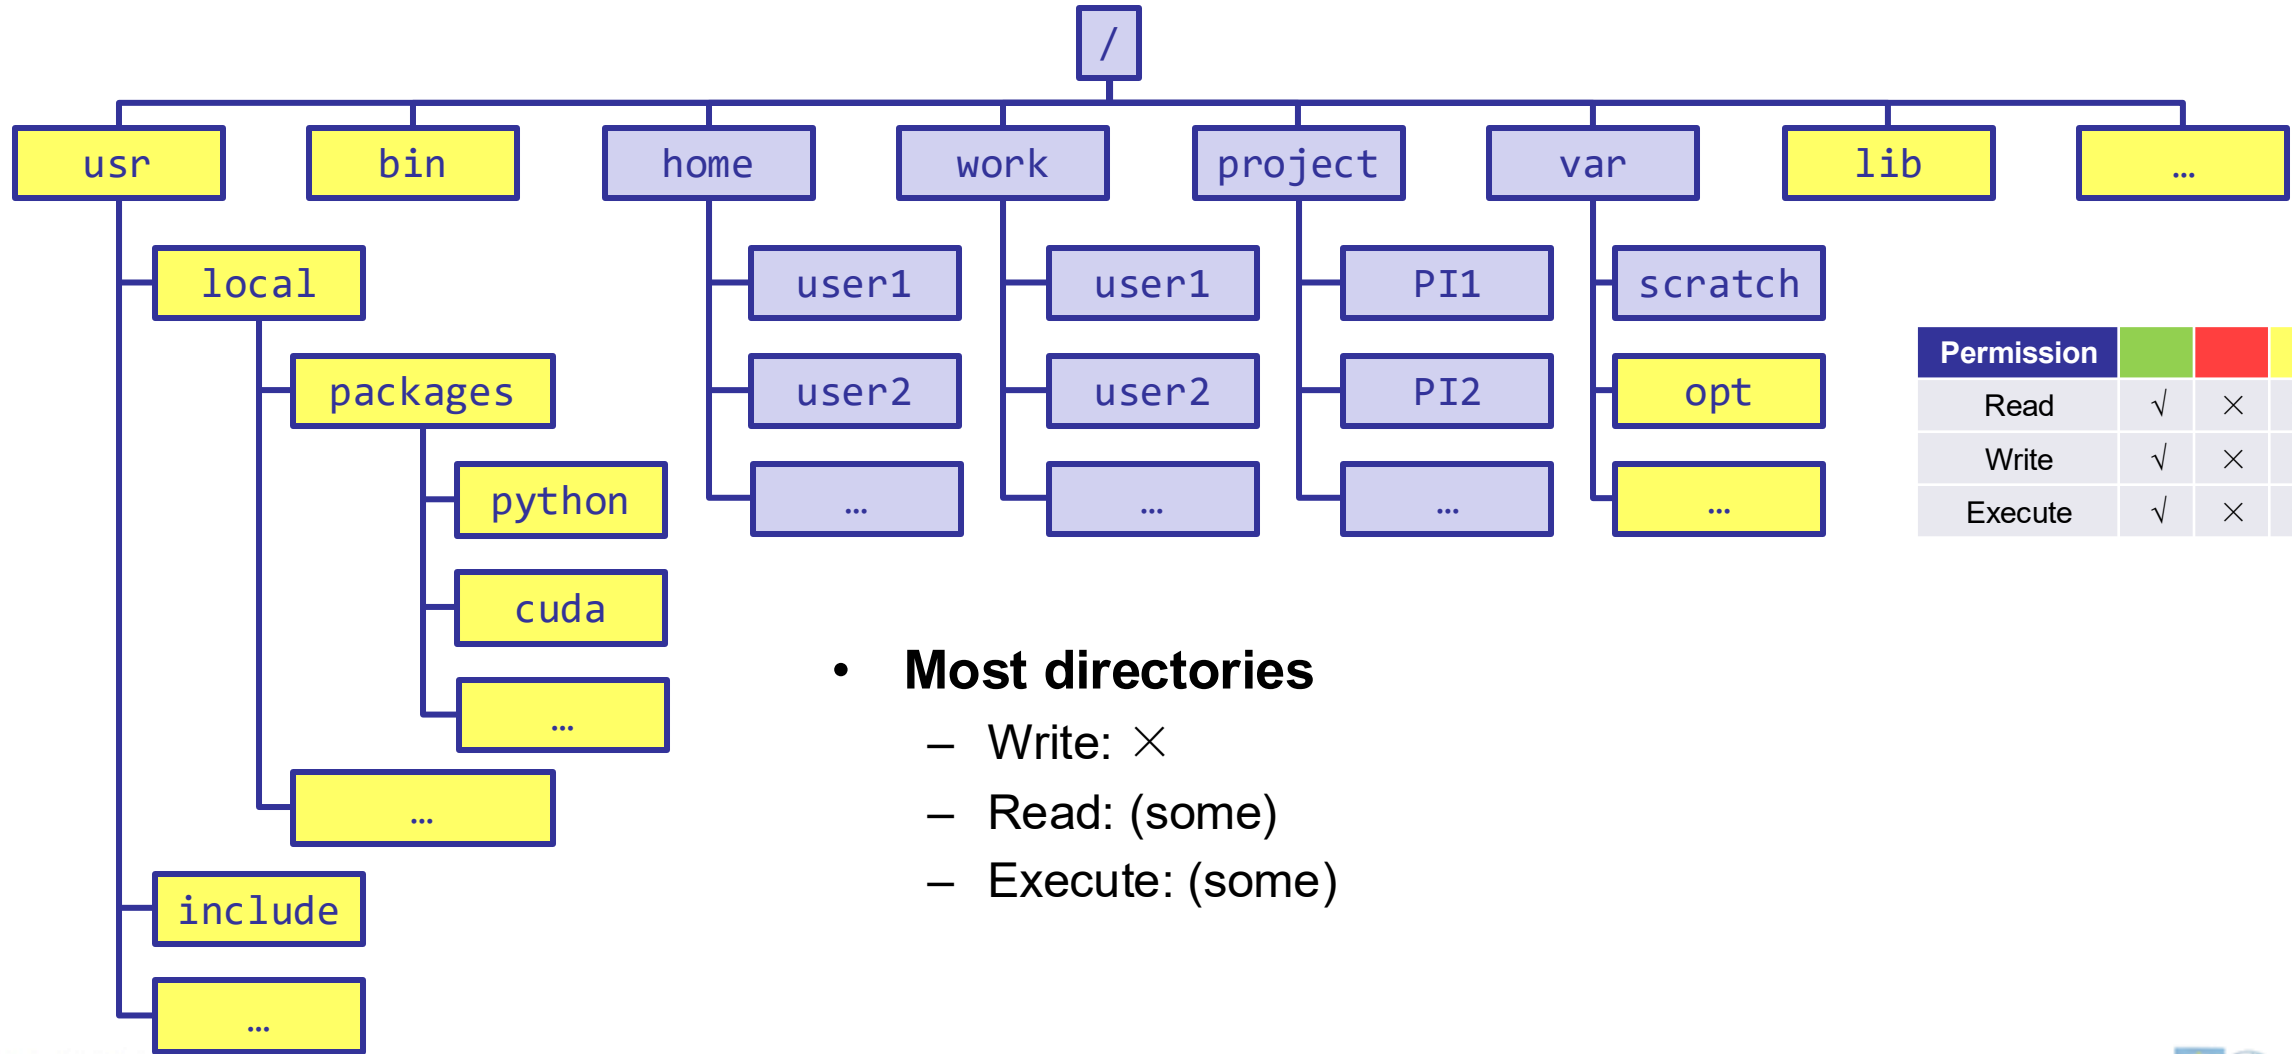 /
usr bin home work project var lib …
local user1 user1 PI1 scratch
packages user2 user2 PI2 opt
python … … … …
cuda
…
…
include
…
Permission
Read √ ×
Write √ ×
Execute √ ×
• Most directories
– Write: ×
– Read: (some)
– Execute: (some)